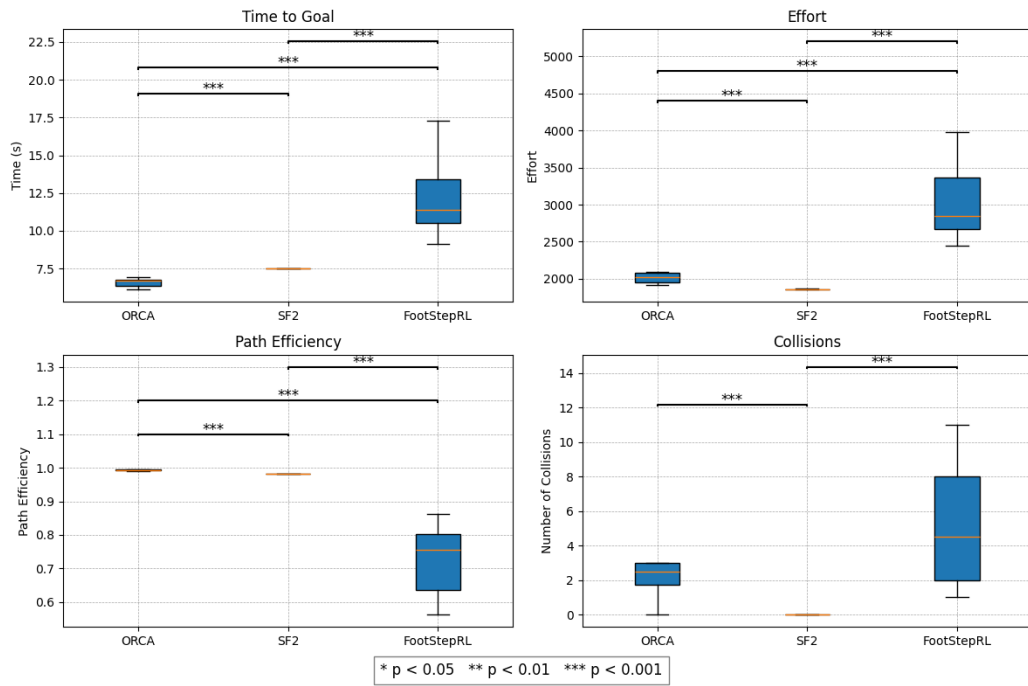 Time to Goal
Time (s)
22.5
20.0
17.5
15.0
12.5
10.0
7.5
***
***
***
ORCA
SF2
FootStepRL
Effort
Effort
5000
4500
4000
3500
3000
2500
2000
***
***
***
ORCA
SF2
FootStepRL
Path Efficiency
Path Efficiency
1.3
1.2
1.1
1.0
0.9
0.8
0.7
0.6
***
***
***
ORCA
SF2
FootStepRL
Collisions
Number of Collisions
14
12
10
8
6
4
2
0
***
***
ORCA
SF2
FootStepRL
* p < 0.05 ** p < 0.01 *** p < 0.001